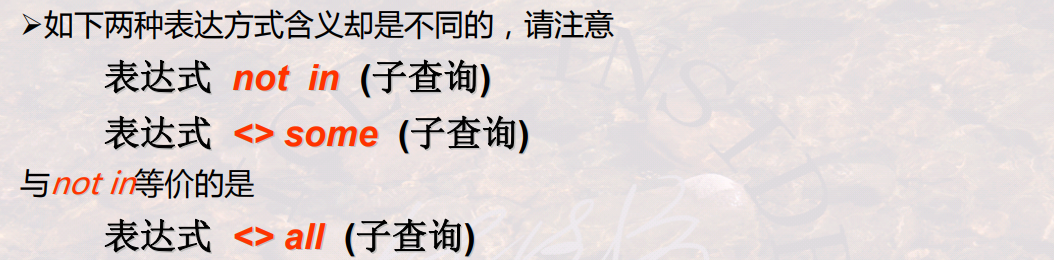 ➢如下两种表达方式含义却是不同的，请注意
表达式 not in (子查询)
表达式 <> some (子查询)
与not in等价的是
表达式 <> all (子查询)